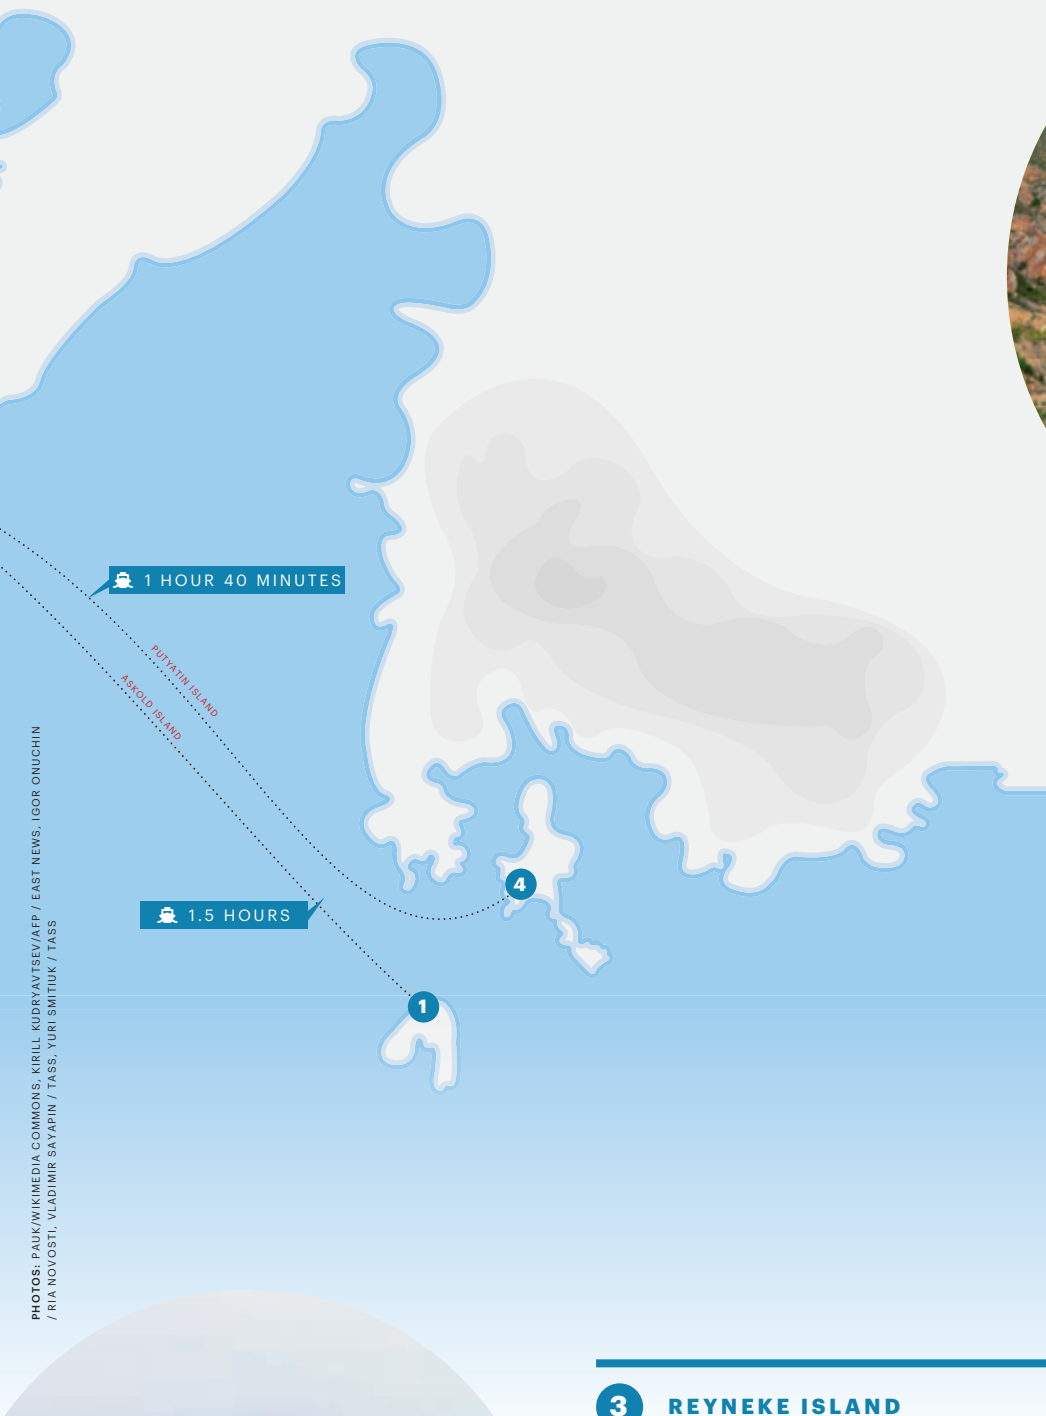 1 HOUR 40 MINUTES
PUTYATIN ISLAND
ASKOLD ISLAND
4
1.5 HOURS
1
PHOTOS: PAUK/WIKIMEDIA COMMONS, KIRILL KUDRYAVTSEV/AFP / EAST NEWS, IGOR ONUCHIN
/ RIA NOVOSTI, VLADIMIR SAYAPIN / TASS, YURI SMITIUK / TASS
3 REYNEKE ISLAND